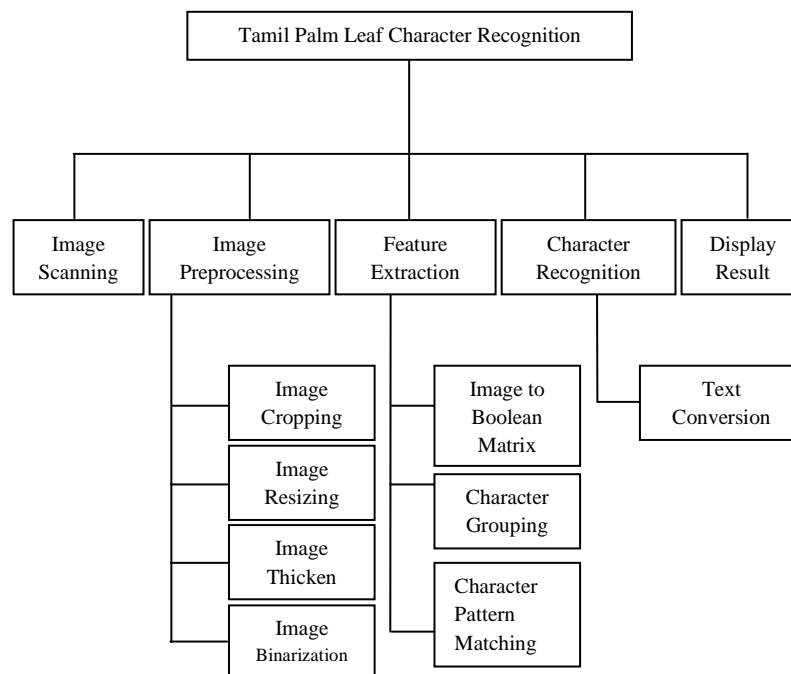 Tamil Palm Leaf Character Recognition
Image
Scanning
Image
Preprocessing
Feature
Extraction
Character
Recognition
Display
Result
Image
Cropping
Image
Resizing
Image
Thicken
Image
Binarization
Image to
Boolean
Matrix
Character
Grouping
Character
Pattern
Matching
Text
Conversion